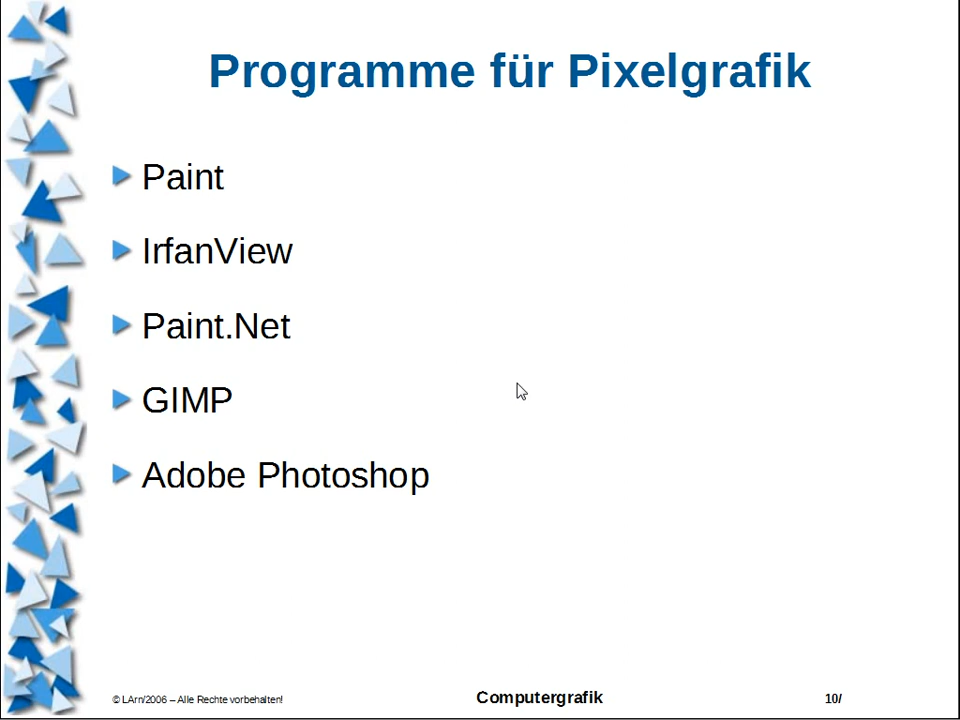 Programme für Pixelgrafik
Paint
IrfanView
Paint.Net
GIMP
Adobe Photoshop
© LArn/2006 – Alle Rechte vorbehalten! Computergrafik 10/